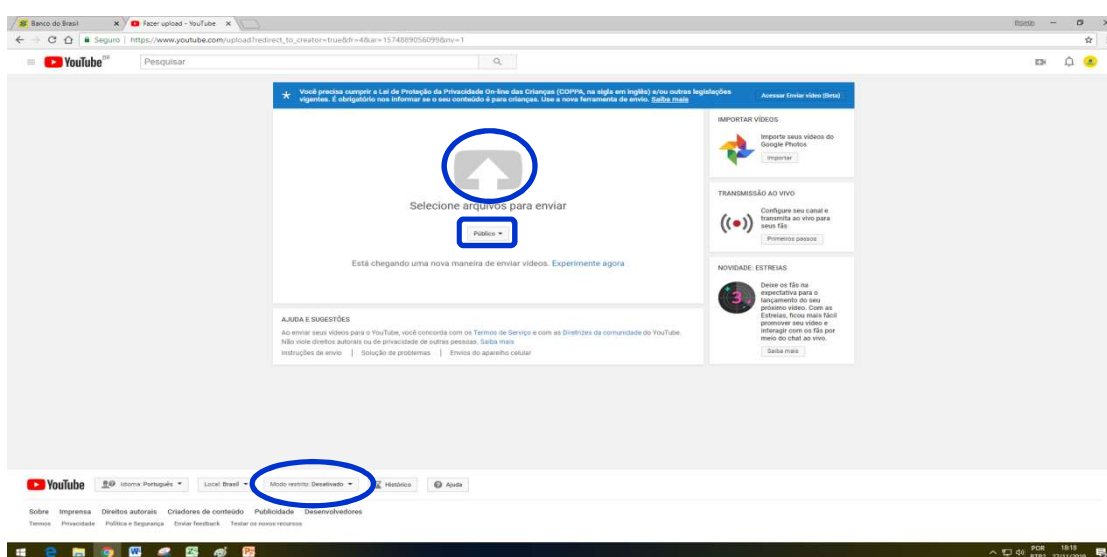 Banco do Brasil
Fazer upload - YouTube
Seguro
https://www.youtube.com/upload?redirect_to_creator=true&fr=4&ar=1574889056099&nv=1
YouTube BR
Pesquisar
Você precisa cumprir a Lei de Proteção da Privacidade On-line das Crianças (COPPA, na sigla em inglês) e/ou outras legislações
vigentes. É obrigatório nos informar se o seu conteúdo é para crianças. Use a nova ferramenta de envio. Saiba mais
Acessar Enviar vídeo (Beta)
Selecione arquivos para enviar
Público
Está chegando uma nova maneira de enviar vídeos. Experimente agora
IMPORTAR VÍDEOS
Importe seus vídeos do
Google Photos
Importar
TRANSMISSÃO AO VIVO
Configure seu canal e
transmita ao vivo para
seus fãs
Primeiros passos
NOVIDADE: ESTREIAS
3
Deixe os fãs na
expectativa para o
lançamento do seu
próximo vídeo. Com as
Estreias, ficou mais fácil
promover seu vídeo e
interagir com os fãs por
meio do chat ao vivo.
Saiba mais
AJUDA E SUGESTÕES
Ao enviar seus vídeos para o YouTube, você concorda com os Termos de Serviço e com as Diretrizes da comunidade do YouTube.
Não viole direitos autorais ou de privacidade de outras pessoas. Saiba mais
Instruções de envio | Solução de problemas | Envios do aparelho celular
YouTube
Idioma: Português
Local: Brasil
Modo restrito: Desativado
Histórico
Ajuda
Sobre Imprensa Direitos autorais Criadores de conteúdo Publicidade Desenvolvedores
Termos Privacidade Política e Segurança Enviar feedback Testar os novos recursos
POR
PTB2
18:18
27/11/2019